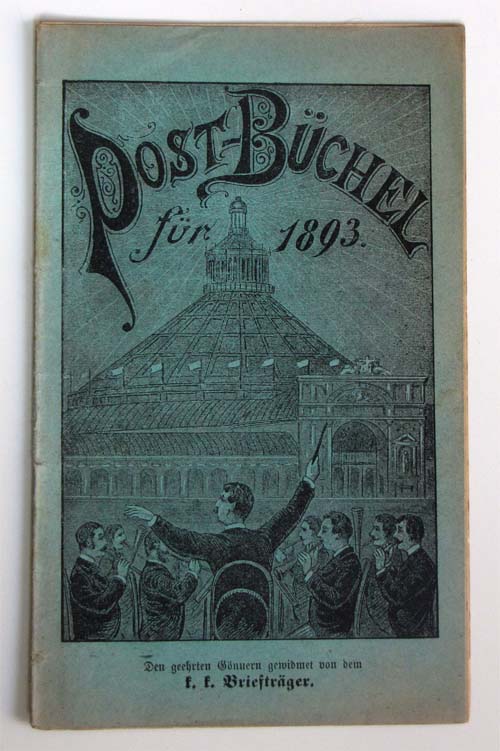 POST-BÜCHEL
für 1893.
Den geehrten Gönnern gewidmet von dem
k. k. Briefträger.